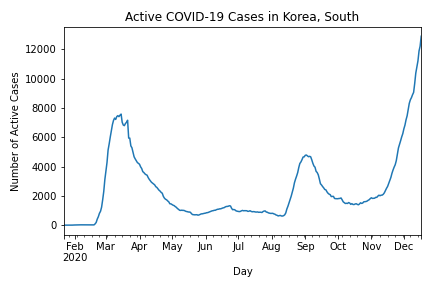 Active COVID-19 Cases in Korea, South
Number of Active Cases
12000
10000
8000
6000
4000
2000
0
Feb Mar Apr May Jun Jul Aug Sep Oct Nov Dec
2020
Day